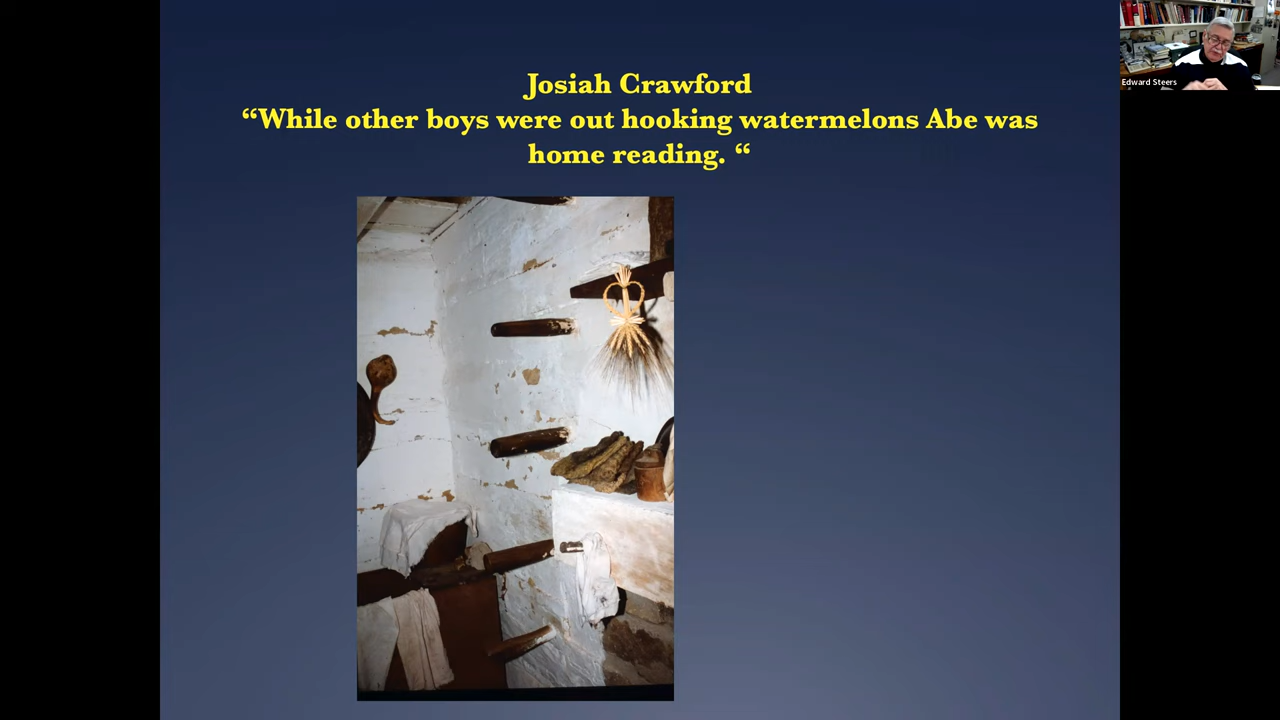 Josiah Crawford
“While other boys were out hooking watermelons Abe was
home reading. “
Edward Steers